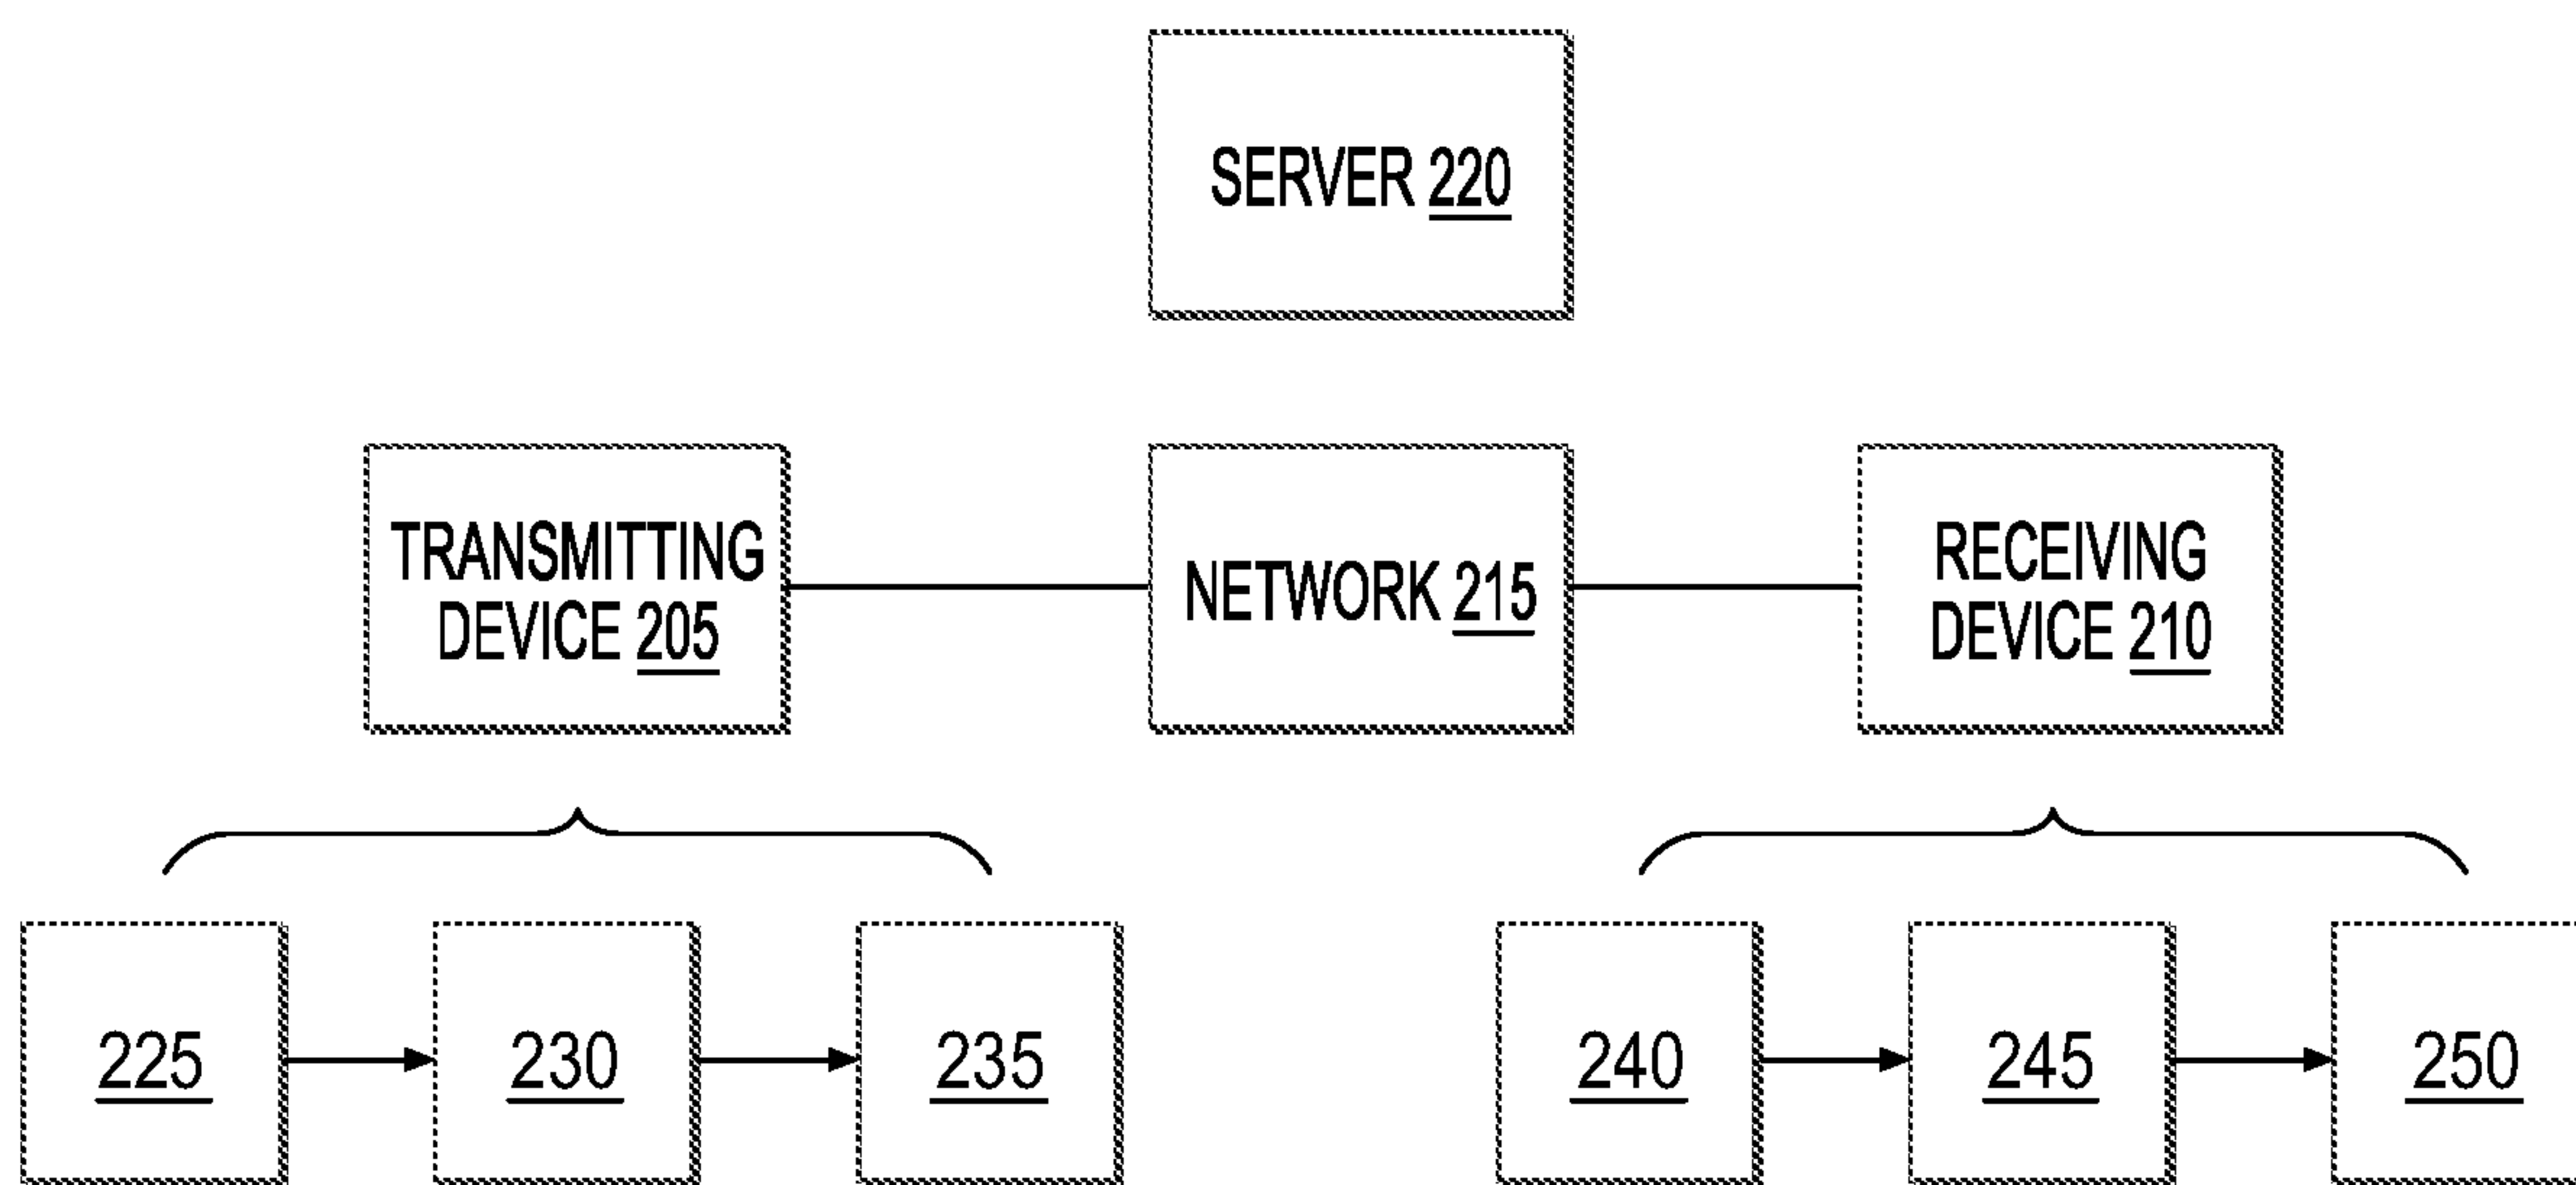 SERVER 220
TRANSMITTING
DEVICE 205
NETWORK 215
RECEIVING
DEVICE 210
225
230
235
240
245
250